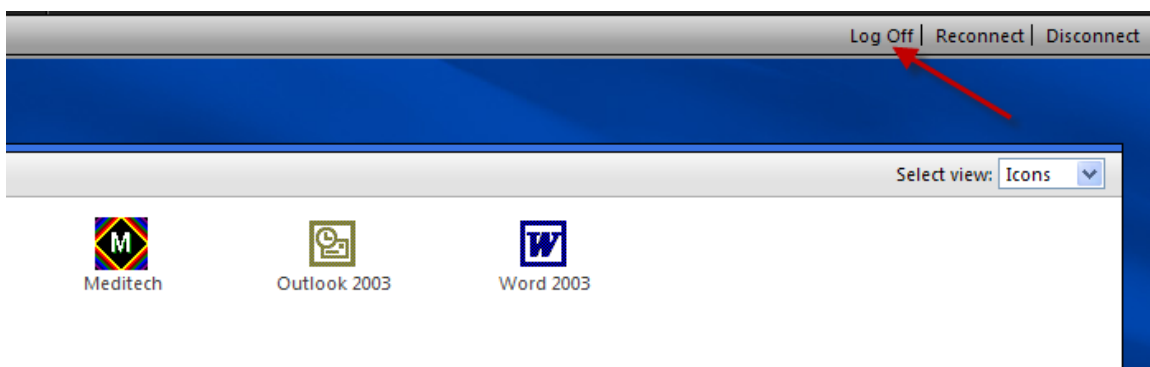 Log Off | Reconnect | Disconnect
Select view: Icons
M
W
Meditech Outlook 2003 Word 2003